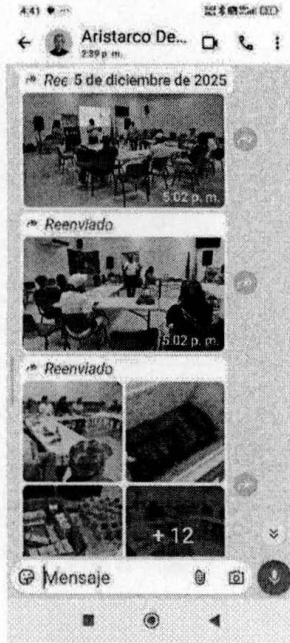 4:41
Aristarco De...
2:39 p. m.
Ree 5 de diciembre de 2025
5:02 p. m.
Reenviado
5:02 p. m.
Reenviado
+ 12
Mensaje